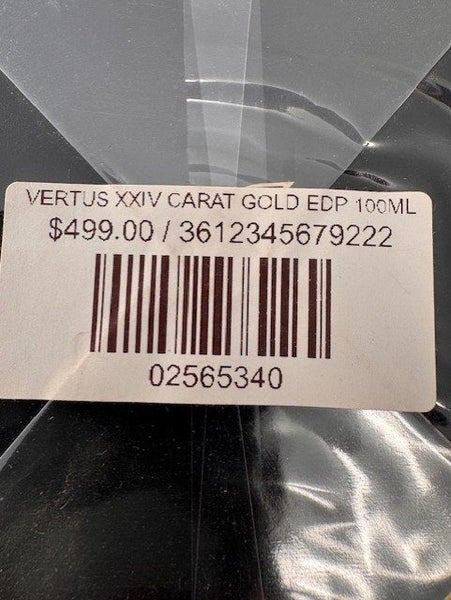 VERTUS XXIV CARAT GOLD EDP 100ML
$499.00 / 3612345679222
02565340